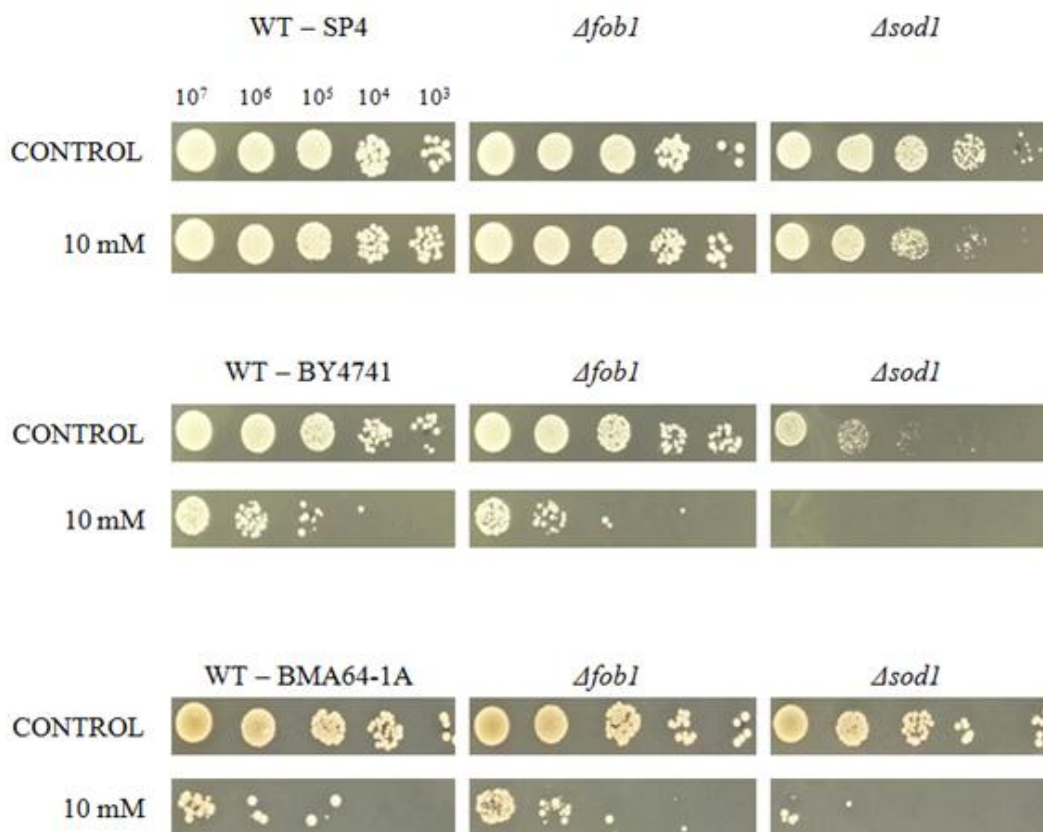 WT – SP4 Δfob1 Δsod1
10⁷ 10⁶ 10⁵ 10⁴ 10³
CONTROL
10 mM
WT – BY4741 Δfob1 Δsod1
CONTROL
10 mM
WT – BMA64-1A Δfob1 Δsod1
CONTROL
10 mM